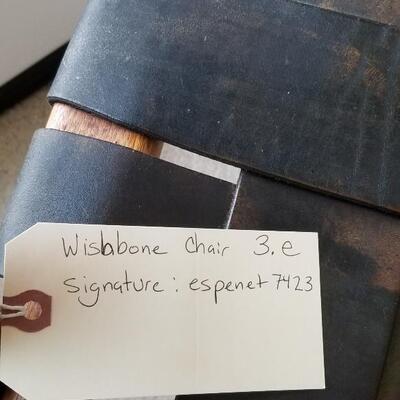 Wishbone Chair 3.e
signature: espenet 7423